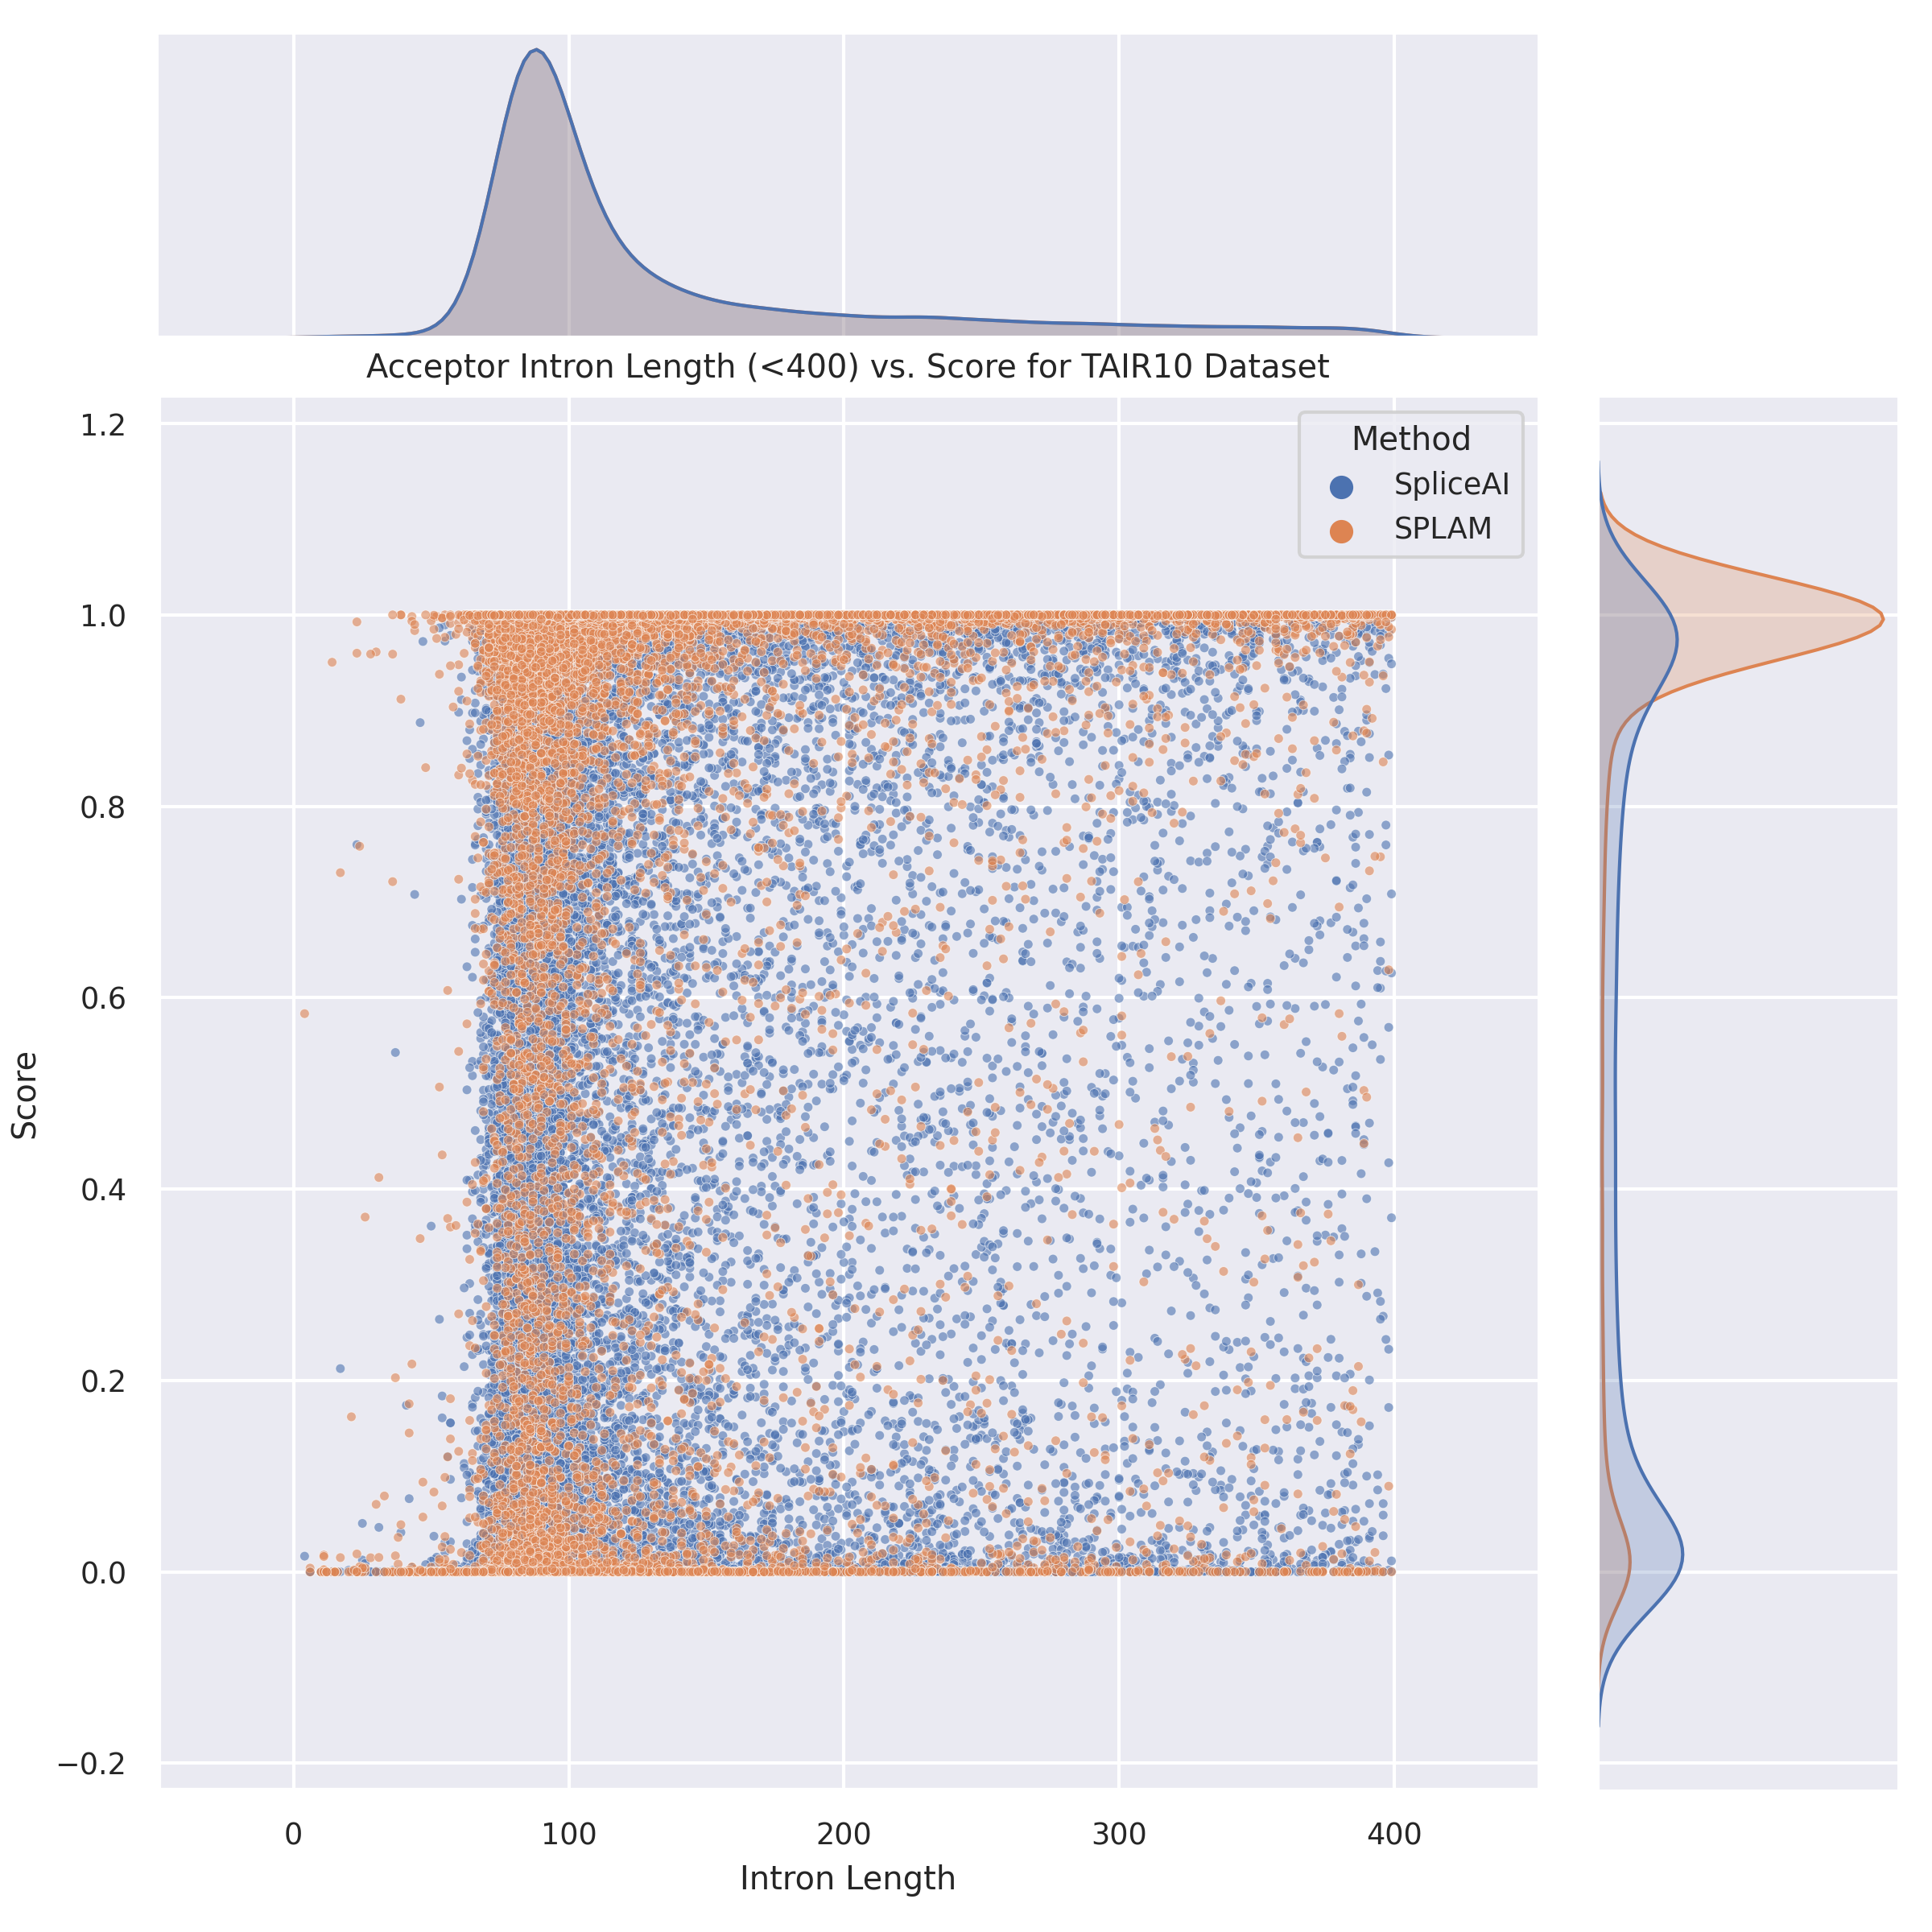 Acceptor Intron Length (<400) vs. Score for TAIR10 Dataset
1.2
1.0
0.8
0.6
0.4
0.2
0.0
−0.2
Score
Method
SpliceAI
SPLAM
0
100
200
300
400
Intron Length